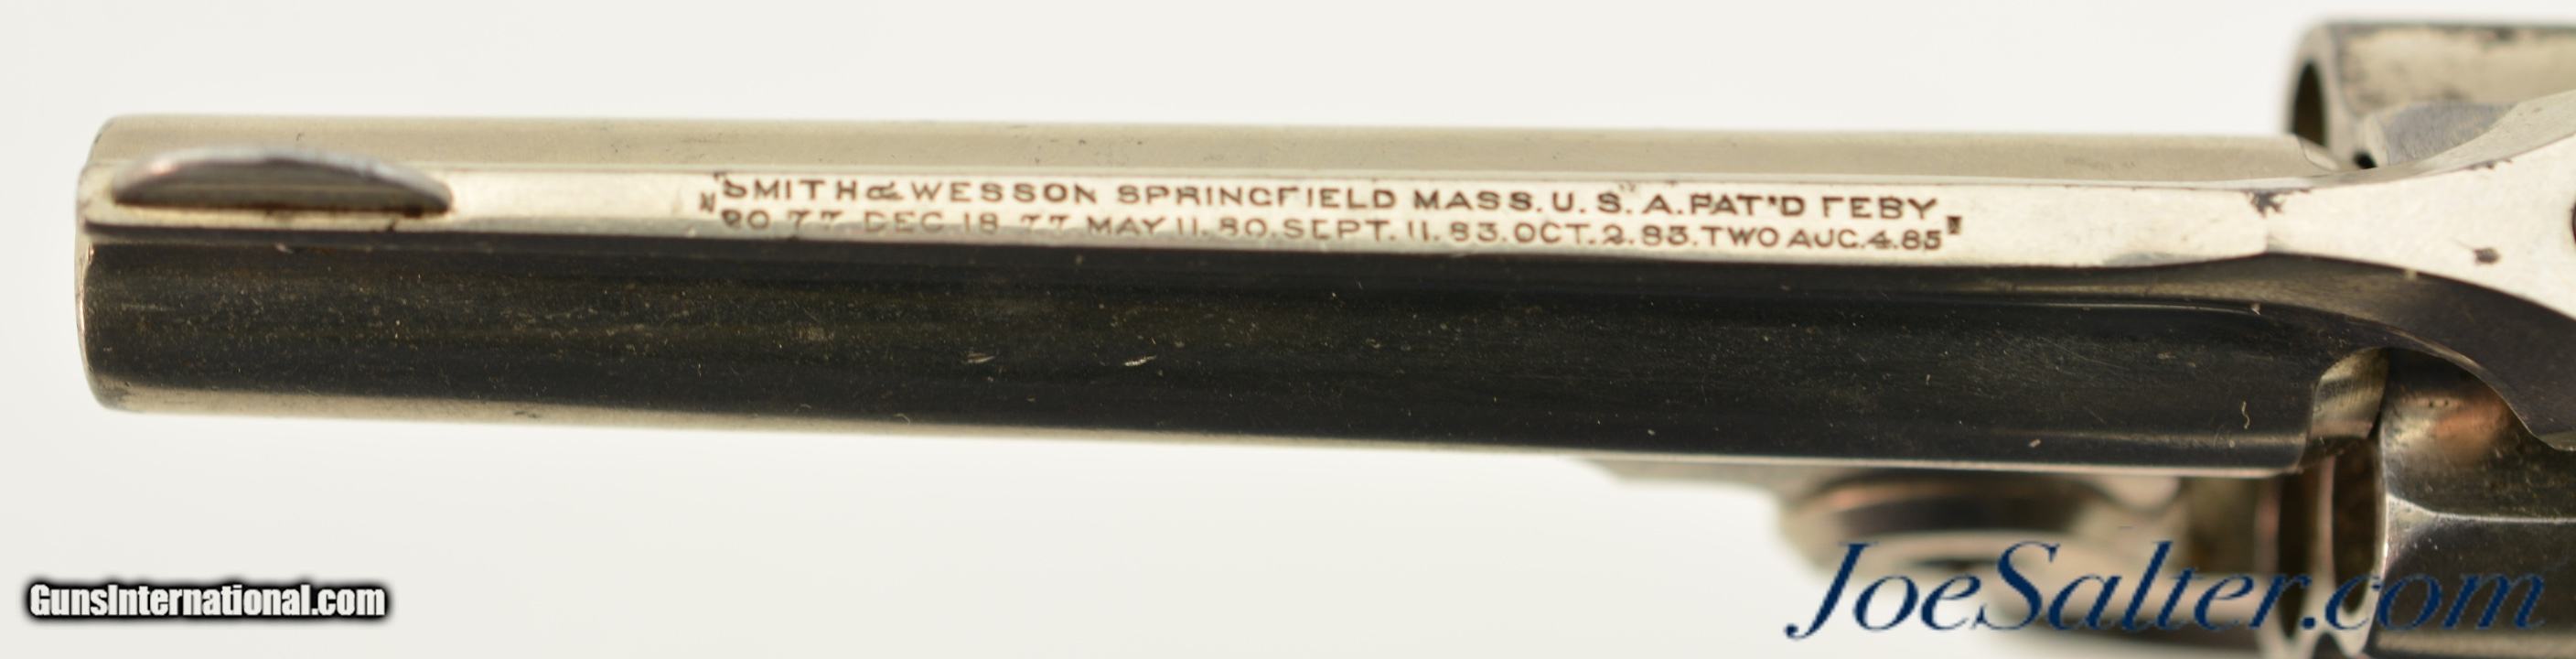 SMITH & WESSON SPRINGFIELD MASS. U.S.A. PAT'D FEBY
20.77 DEC.18.77 MAY 11.80. SEPT. 11.83. OCT. 2. 83. TWO AUG. 4. 85
GunsInternational.com
JoeSalter.com